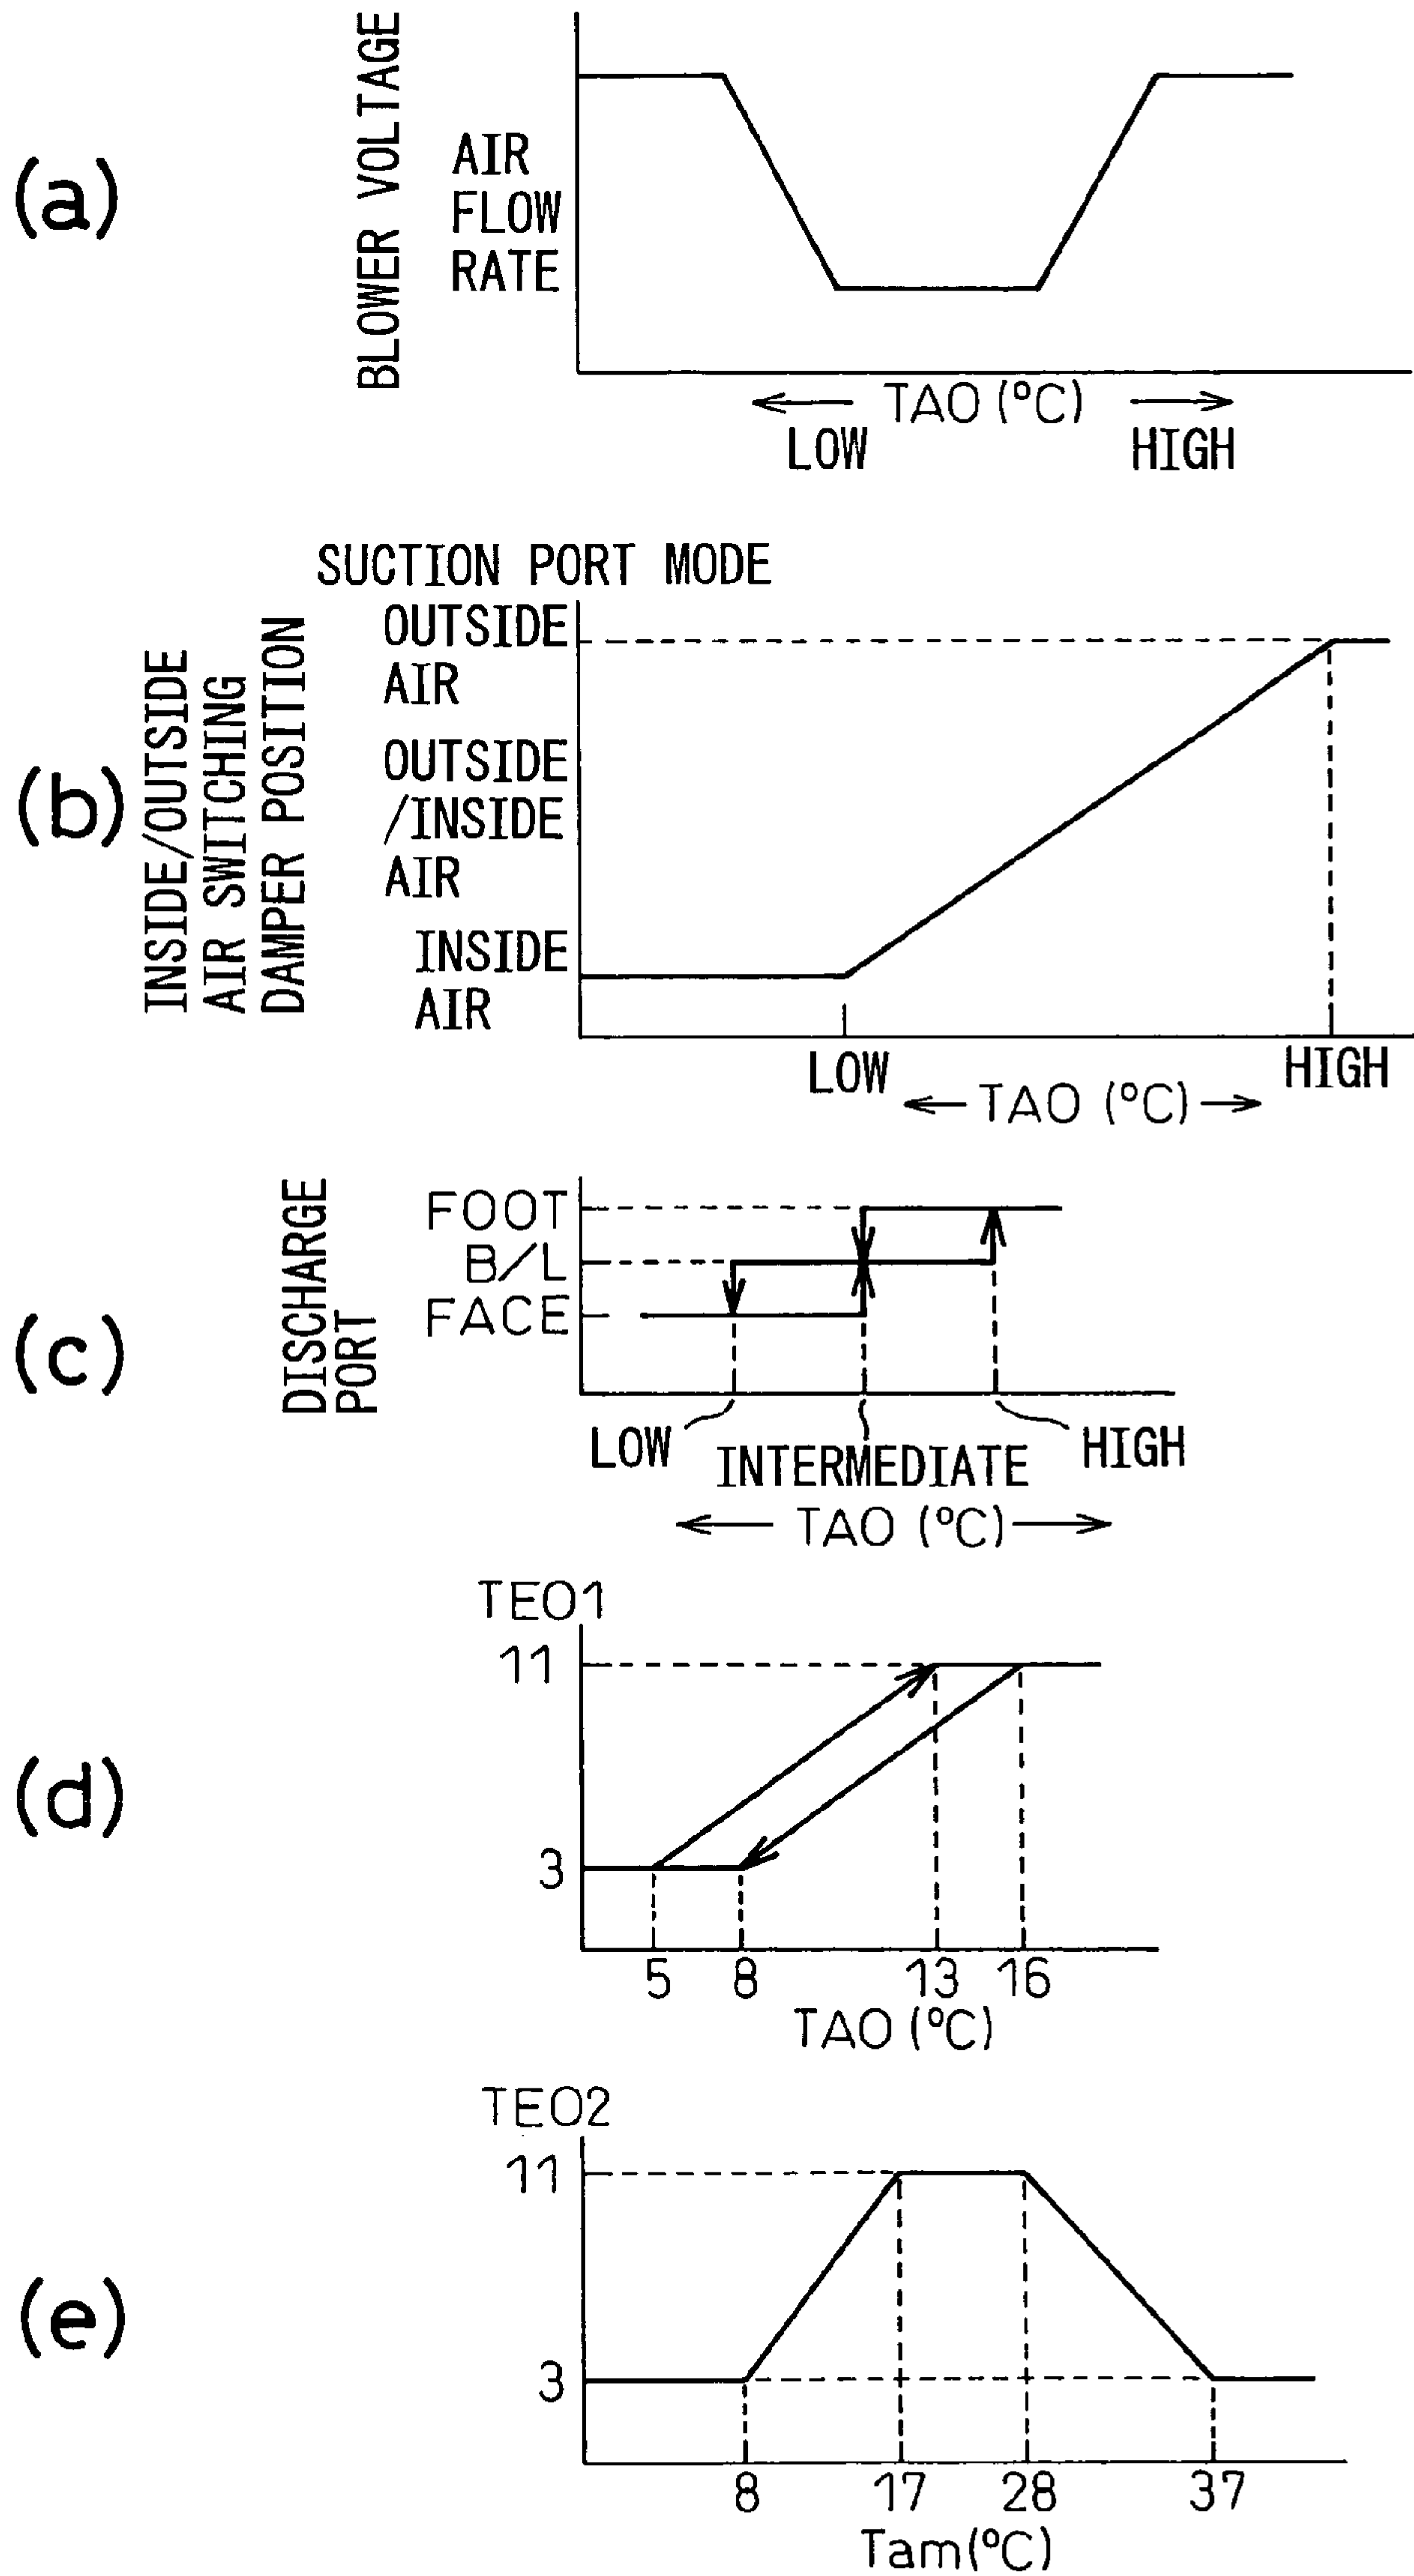 (a)
BLOWER VOLTAGE
AIR
FLOW
RATE
TAO (°C)
LOW
HIGH
SUCTION PORT MODE
(b)
INSIDE/OUTSIDE
AIR SWITCHING
DAMPER POSITION
OUTSIDE
AIR
OUTSIDE
/INSIDE
AIR
INSIDE
AIR
LOW
HIGH
TAO (°C)
(c)
DISCHARGE
PORT
FOOT
B/L
FACE
LOW
INTERMEDIATE
HIGH
TAO (°C)
(d)
TEO1
11
3
5 8 13 16
TAO (°C)
(e)
TEO2
11
3
8 17 28 37
Tam(°C)